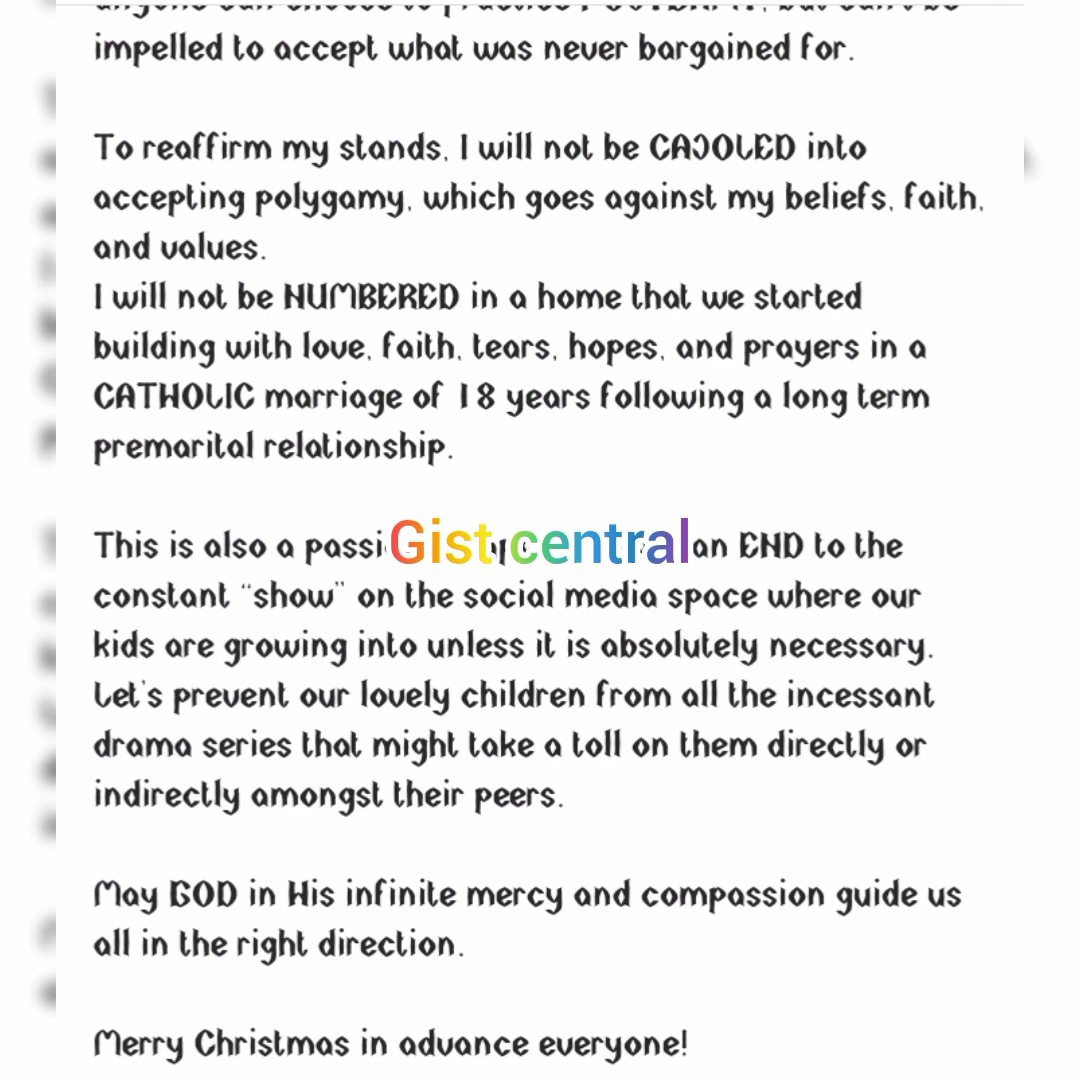 impelled to accept what was never bargained for.
To reaffirm my stands, I will not be CAJOLED into
accepting polygamy, which goes against my beliefs, faith,
and values.
I will not be NUMBERED in a home that we started
building with love, faith, tears, hopes, and prayers in a
CATHOLIC marriage of 18 years following a long term
premarital relationship.
This is also a an END to the
Gist central
constant “show” on the social media space where our
kids are growing into unless it is absolutely necessary.
Let's prevent our lovely children from all the incessant
drama series that might take a toll on them directly or
indirectly amongst their peers.
May GOD in His infinite mercy and compassion guide us
all in the right direction.
Merry Christmas in advance everyone!